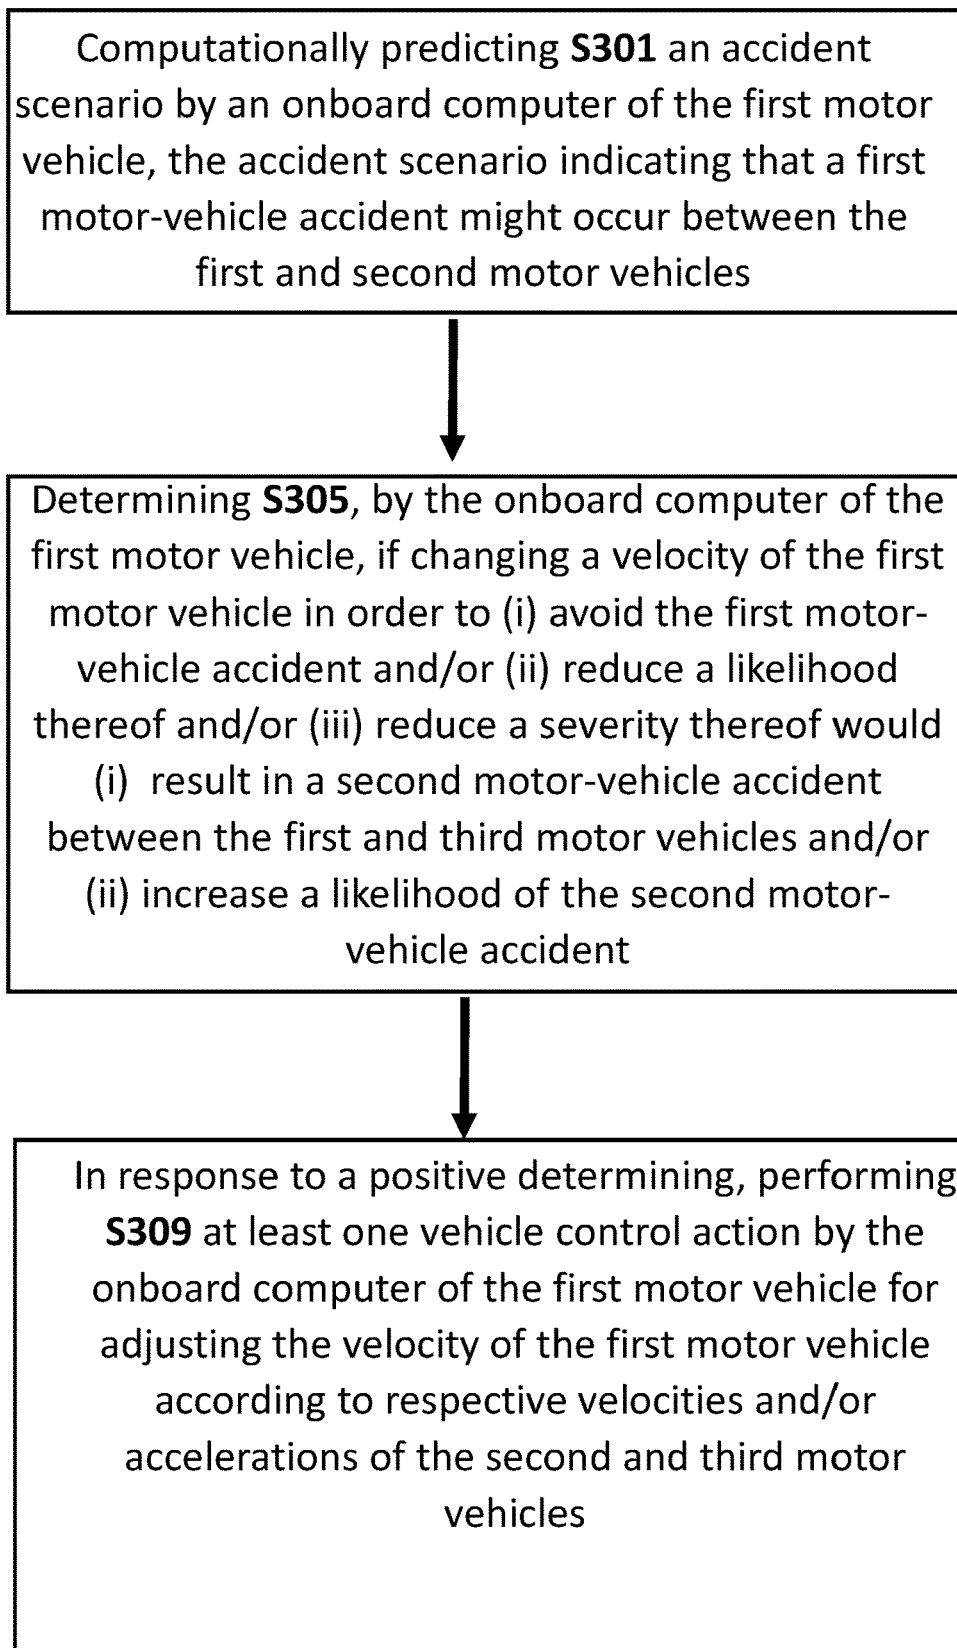 Computationally predicting S301 an accident
scenario by an onboard computer of the first motor
vehicle, the accident scenario indicating that a first
motor-vehicle accident might occur between the
first and second motor vehicles
Determining S305, by the onboard computer of the
first motor vehicle, if changing a velocity of the first
motor vehicle in order to (i) avoid the first motor-
vehicle accident and/or (ii) reduce a likelihood
thereof and/or (iii) reduce a severity thereof would
(i) result in a second motor-vehicle accident
between the first and third motor vehicles and/or
(ii) increase a likelihood of the second motor-
vehicle accident
In response to a positive determining, performing
S309 at least one vehicle control action by the
onboard computer of the first motor vehicle for
adjusting the velocity of the first motor vehicle
according to respective velocities and/or
accelerations of the second and third motor
vehicles